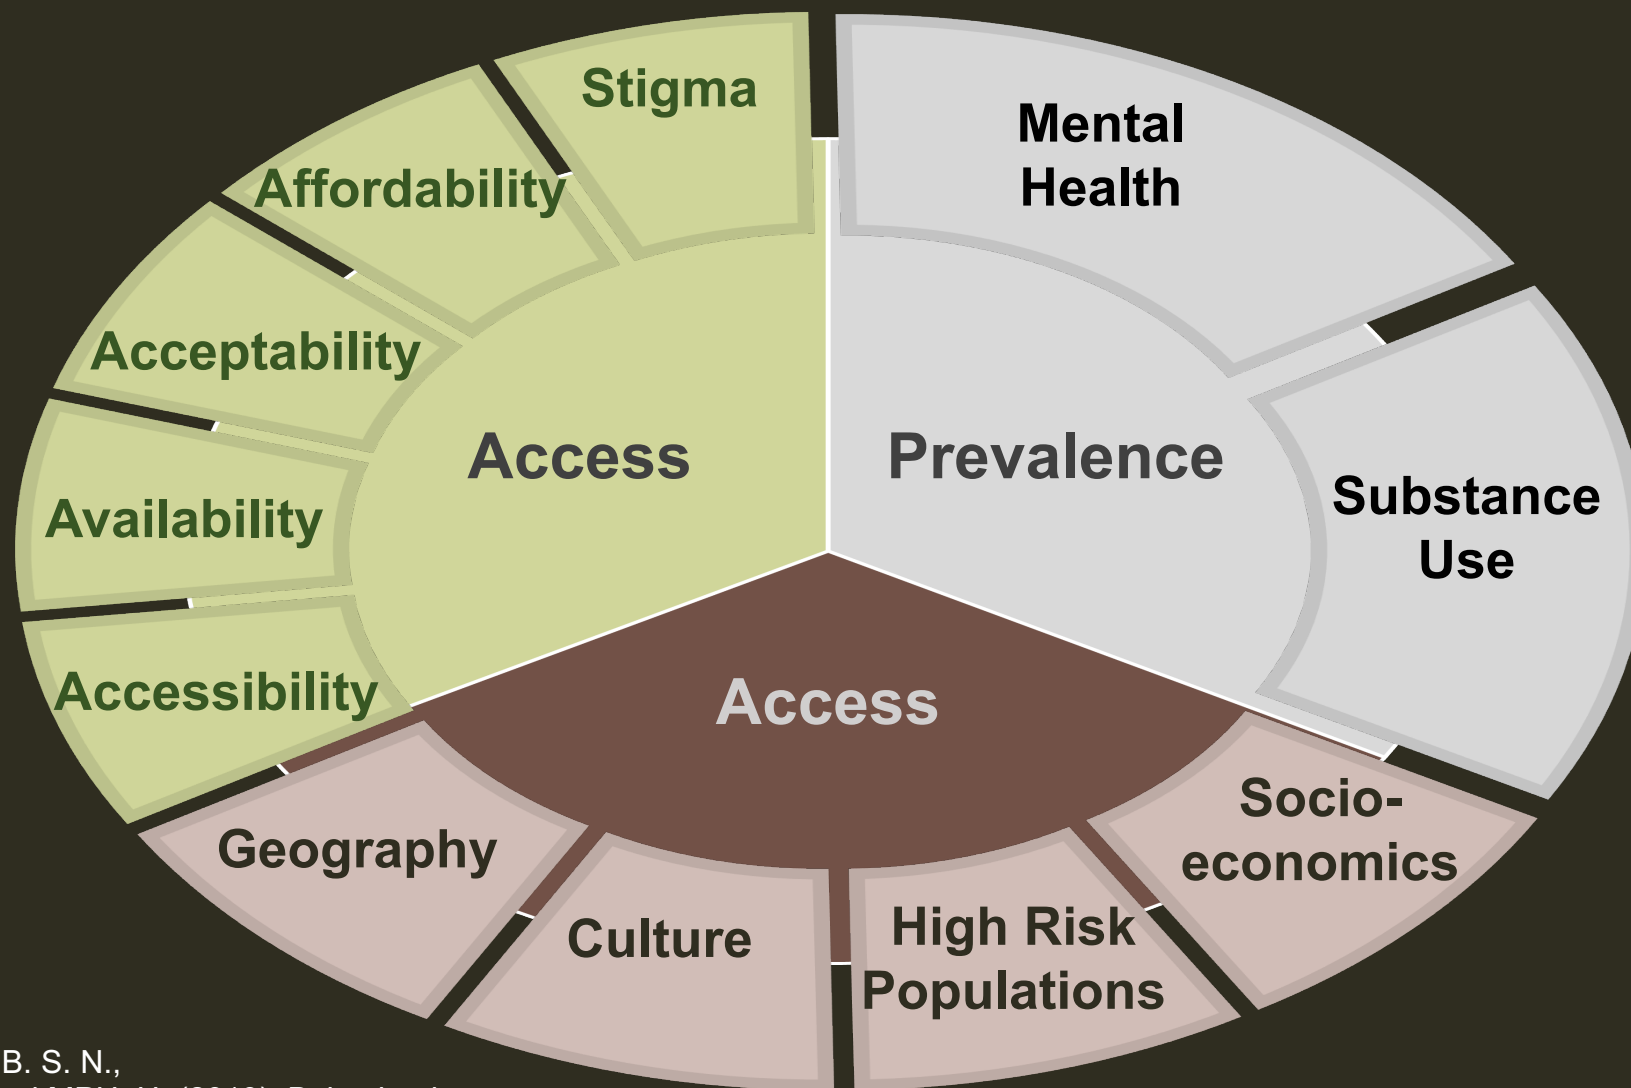 Stigma
Mental
Health
Affordability
Acceptability
Access
Prevalence
Availability
Substance
Use
Accessibility
Access
Geography
Socio-
economics
Culture
High Risk
Populations
B. S. N.,